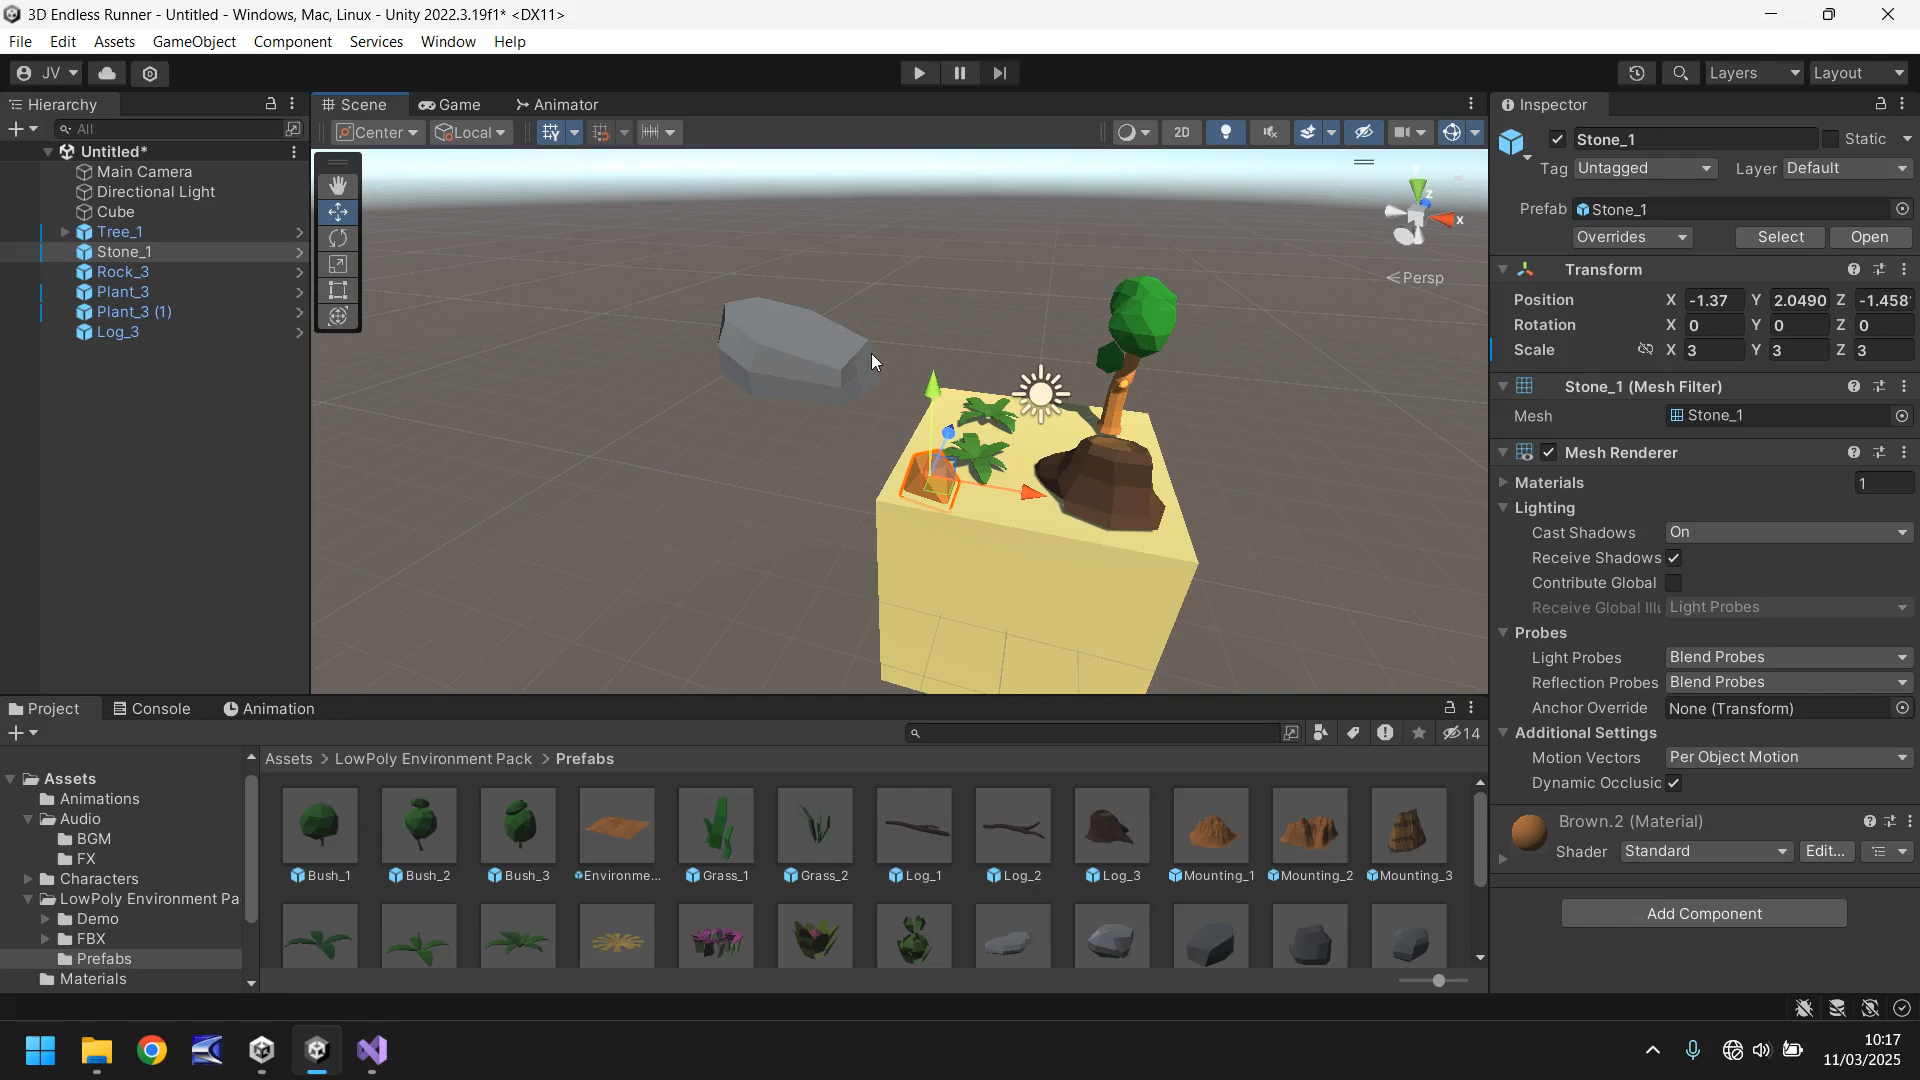 3D Endless Runner - Untitled - Windows, Mac, Linux - Unity 2022.3.19f1* <DX11>
File Edit Assets GameObject Component Services Window Help
JV Layers Layout
Hierarchy Scene Game Animator Inspector
All Center Local 2D Stone_1 Static
Untitled*
Main Camera
Directional Light
Cube
Tree_1
Stone_1
Rock_3
Plant_3
Plant_3 (1)
Log_3
y
z
x
Persp
Tag Untagged Layer Default
Prefab Stone_1
Overrides Select Open
Transform
Position X -1.37 Y 2.0490 Z -1.458
Rotation X 0 Y 0 Z 0
Scale X 3 Y 3 Z 3
Stone_1 (Mesh Filter)
Mesh Stone_1
Mesh Renderer
Materials 1
Lighting
Cast Shadows On
Receive Shadows
Contribute Global
Receive Global Illu Light Probes
Probes
Light Probes Blend Probes
Reflection Probes Blend Probes
Anchor Override None (Transform)
Additional Settings
Motion Vectors Per Object Motion
Dynamic Occlusic
Brown.2 (Material)
Shader Standard Edit...
Add Component
Project Console Animation
14
Assets > LowPoly Environment Pack > Prefabs
Assets
Animations
Audio
BGM
FX
Characters
LowPoly Environment Pa
Demo
FBX
Prefabs
Materials
Bush_1 Bush_2 Bush_3 Environme... Grass_1 Grass_2 Log_1 Log_2 Log_3 Mounting_1 Mounting_2 Mounting_3
10:17
11/03/2025